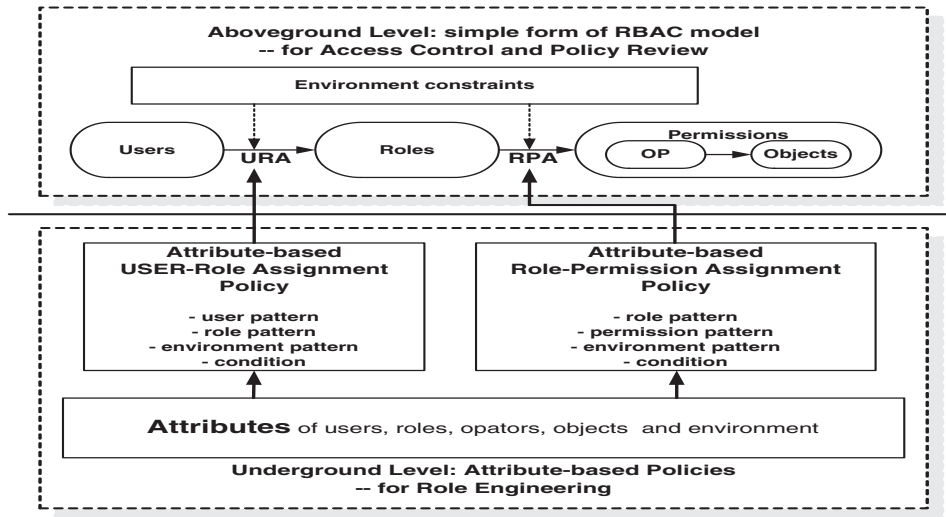 Aboveground Level: simple form of RBAC model
-- for Access Control and Policy Review
Environment constraints
Users
URA
Roles
RPA
Permissions
OP
Objects
Attribute-based
USER-Role Assignment
Policy
- user pattern
- role pattern
- environment pattern
- condition
Attribute-based
Role-Permission Assignment
Policy
- role pattern
- permission pattern
- environment pattern
- condition
Attributes of users, roles, opators, objects and environment
Underground Level: Attribute-based Policies
-- for Role Engineering